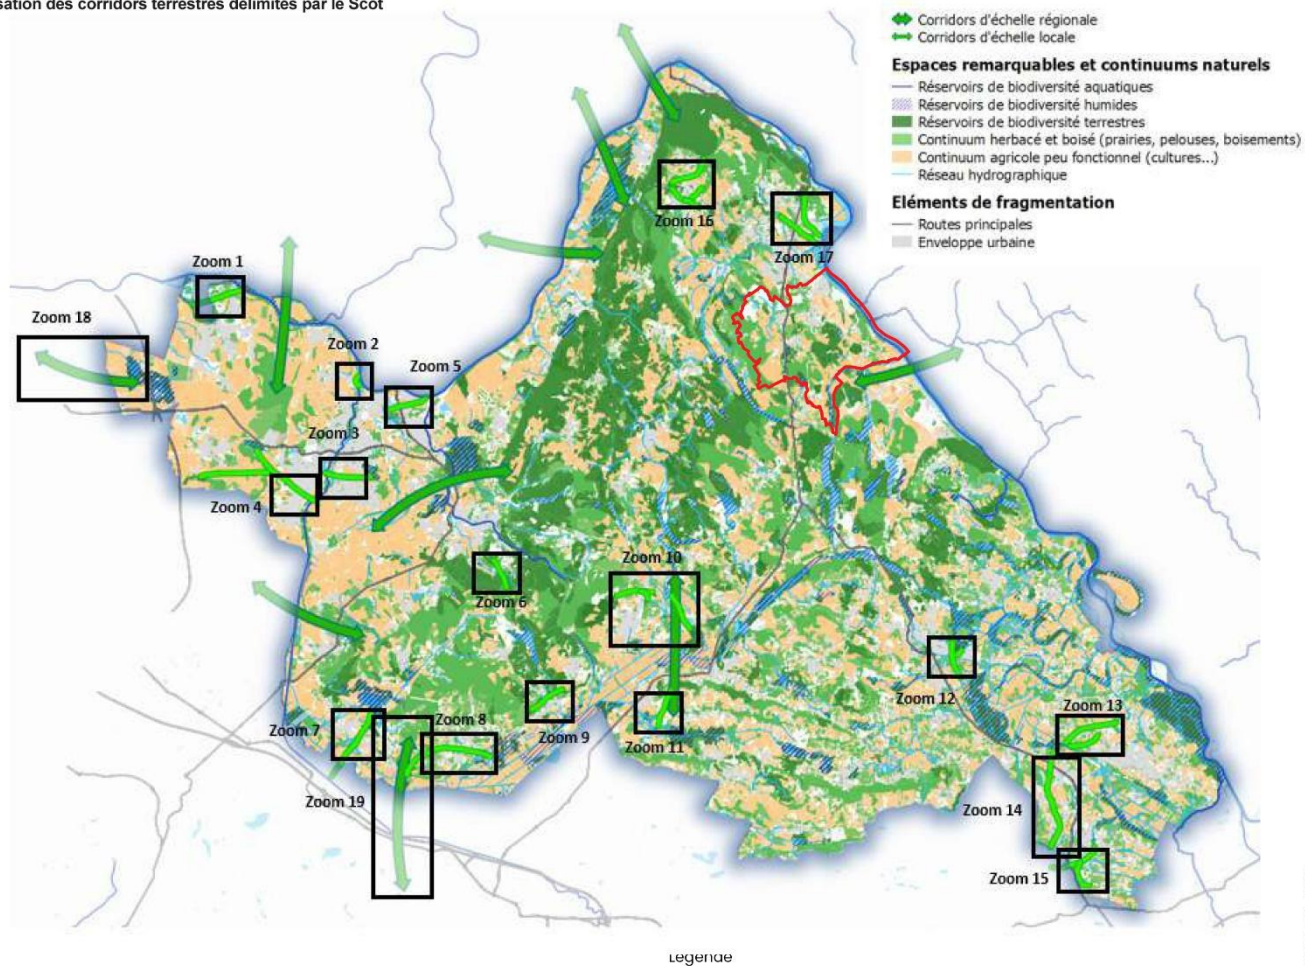 sation des corridors terrestres délimités par le Scot
Corridors d'échelle régionale
Corridors d'échelle locale
Espaces remarquables et continuums naturels
Réservoirs de biodiversité aquatiques
Réservoirs de biodiversité humides
Réservoirs de biodiversité terrestres
Continuum herbacé et boisé (prairies, pelouses, boisements)
Continuum agricole peu fonctionnel (cultures...)
Réseau hydrographique
Eléments de fragmentation
Routes principales
Enveloppe urbaine
Zoom 16
Zoom 17
Zoom 1
Zoom 18
Zoom 2
Zoom 5
Zoom 3
Zoom 4
Zoom 10
Zoom 6
Zoom 12
Zoom 13
Zoom 7
Zoom 8
Zoom 9
Zoom 11
Zoom 19
Zoom 14
Zoom 15
Légende